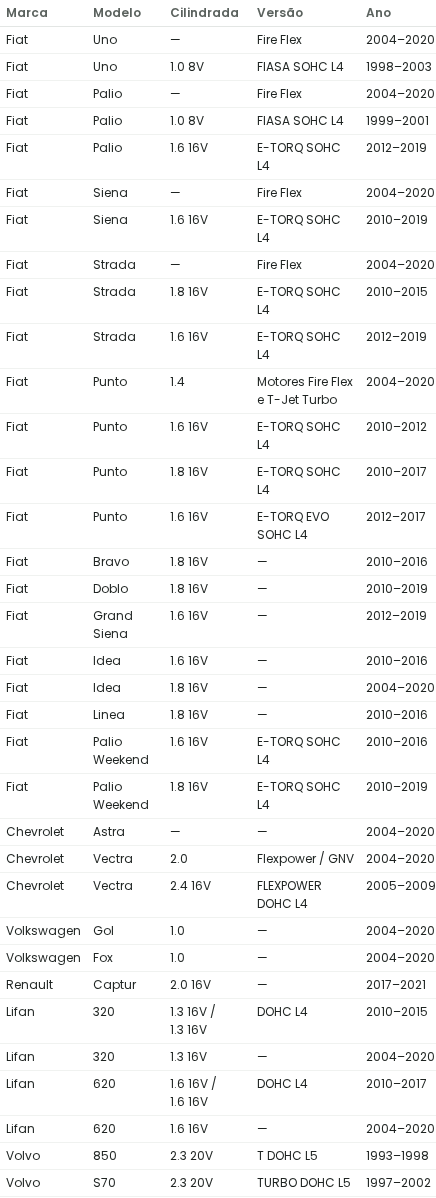 Marca Modelo Cilindrada Versão Ano
Fiat Uno — Fire Flex 2004–2020
Fiat Uno 1.0 8V FIASA SOHC L4 1998–2003
Fiat Palio — Fire Flex 2004–2020
Fiat Palio 1.0 8V FIASA SOHC L4 1999–2001
Fiat Palio 1.6 16V E-TORQ SOHC 2012–2019
L4
Fiat Siena — Fire Flex 2004–2020
Fiat Siena 1.6 16V E-TORQ SOHC 2010–2019
L4
Fiat Strada — Fire Flex 2004–2020
Fiat Strada 1.8 16V E-TORQ SOHC 2010–2015
L4
Fiat Strada 1.6 16V E-TORQ SOHC 2012–2019
L4
Fiat Punto 1.4 Motores Fire Flex 2004–2020
e T-Jet Turbo
Fiat Punto 1.6 16V E-TORQ SOHC 2010–2012
L4
Fiat Punto 1.8 16V E-TORQ SOHC 2010–2017
L4
Fiat Punto 1.6 16V E-TORQ EVO 2012–2017
SOHC L4
Fiat Bravo 1.8 16V — 2010–2016
Fiat Doblo 1.8 16V — 2010–2019
Fiat Grand 1.6 16V — 2012–2019
Siena
Fiat Idea 1.6 16V — 2010–2016
Fiat Idea 1.8 16V — 2004–2020
Fiat Linea 1.8 16V — 2010–2016
Fiat Palio 1.6 16V E-TORQ SOHC 2010–2016
Weekend L4
Fiat Palio 1.8 16V E-TORQ SOHC 2010–2019
Weekend L4
Chevrolet Astra — — 2004–2020
Chevrolet Vectra 2.0 Flexpower / GNV 2004–2020
Chevrolet Vectra 2.4 16V FLEXPOWER 2005–2009
DOHC L4
Volkswagen Gol 1.0 — 2004–2020
Volkswagen Fox 1.0 — 2004–2020
Renault Captur 2.0 16V — 2017–2021
Lifan 320 1.3 16V / DOHC L4 2010–2015
1.3 16V
Lifan 320 1.3 16V — 2004–2020
Lifan 620 1.6 16V / DOHC L4 2010–2017
1.6 16V
Lifan 620 1.6 16V — 2004–2020
Volvo 850 2.3 20V T DOHC L5 1993–1998
Volvo S70 2.3 20V TURBO DOHC L5 1997–2002